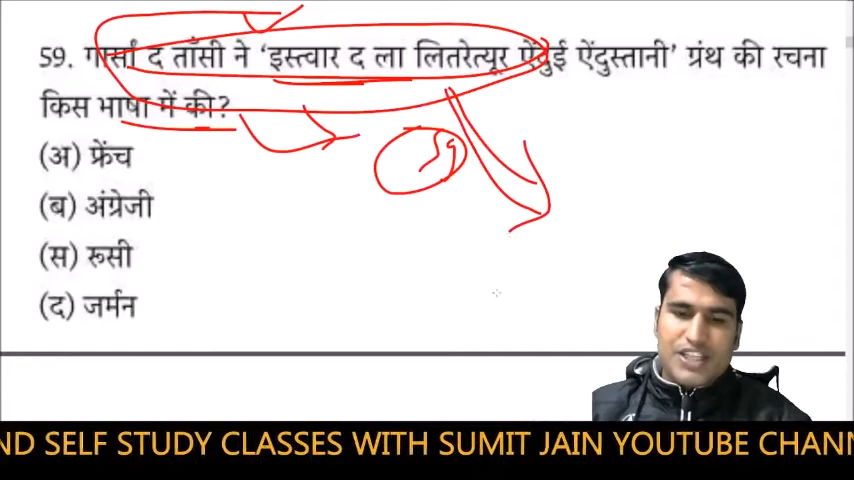 59. गार्सां द तॉसी ने ‘इस्त्वार द ला लितरेत्यूर ऐंदुई ऐंदुस्तानी’ ग्रंथ की रचना
किस भाषा में की?
(अ) फ्रेंच
(ब) अंग्रेजी
(स) रूसी
(द) जर्मन
ND SELF STUDY CLASSES WITH SUMIT JAIN YOUTUBE CHANN